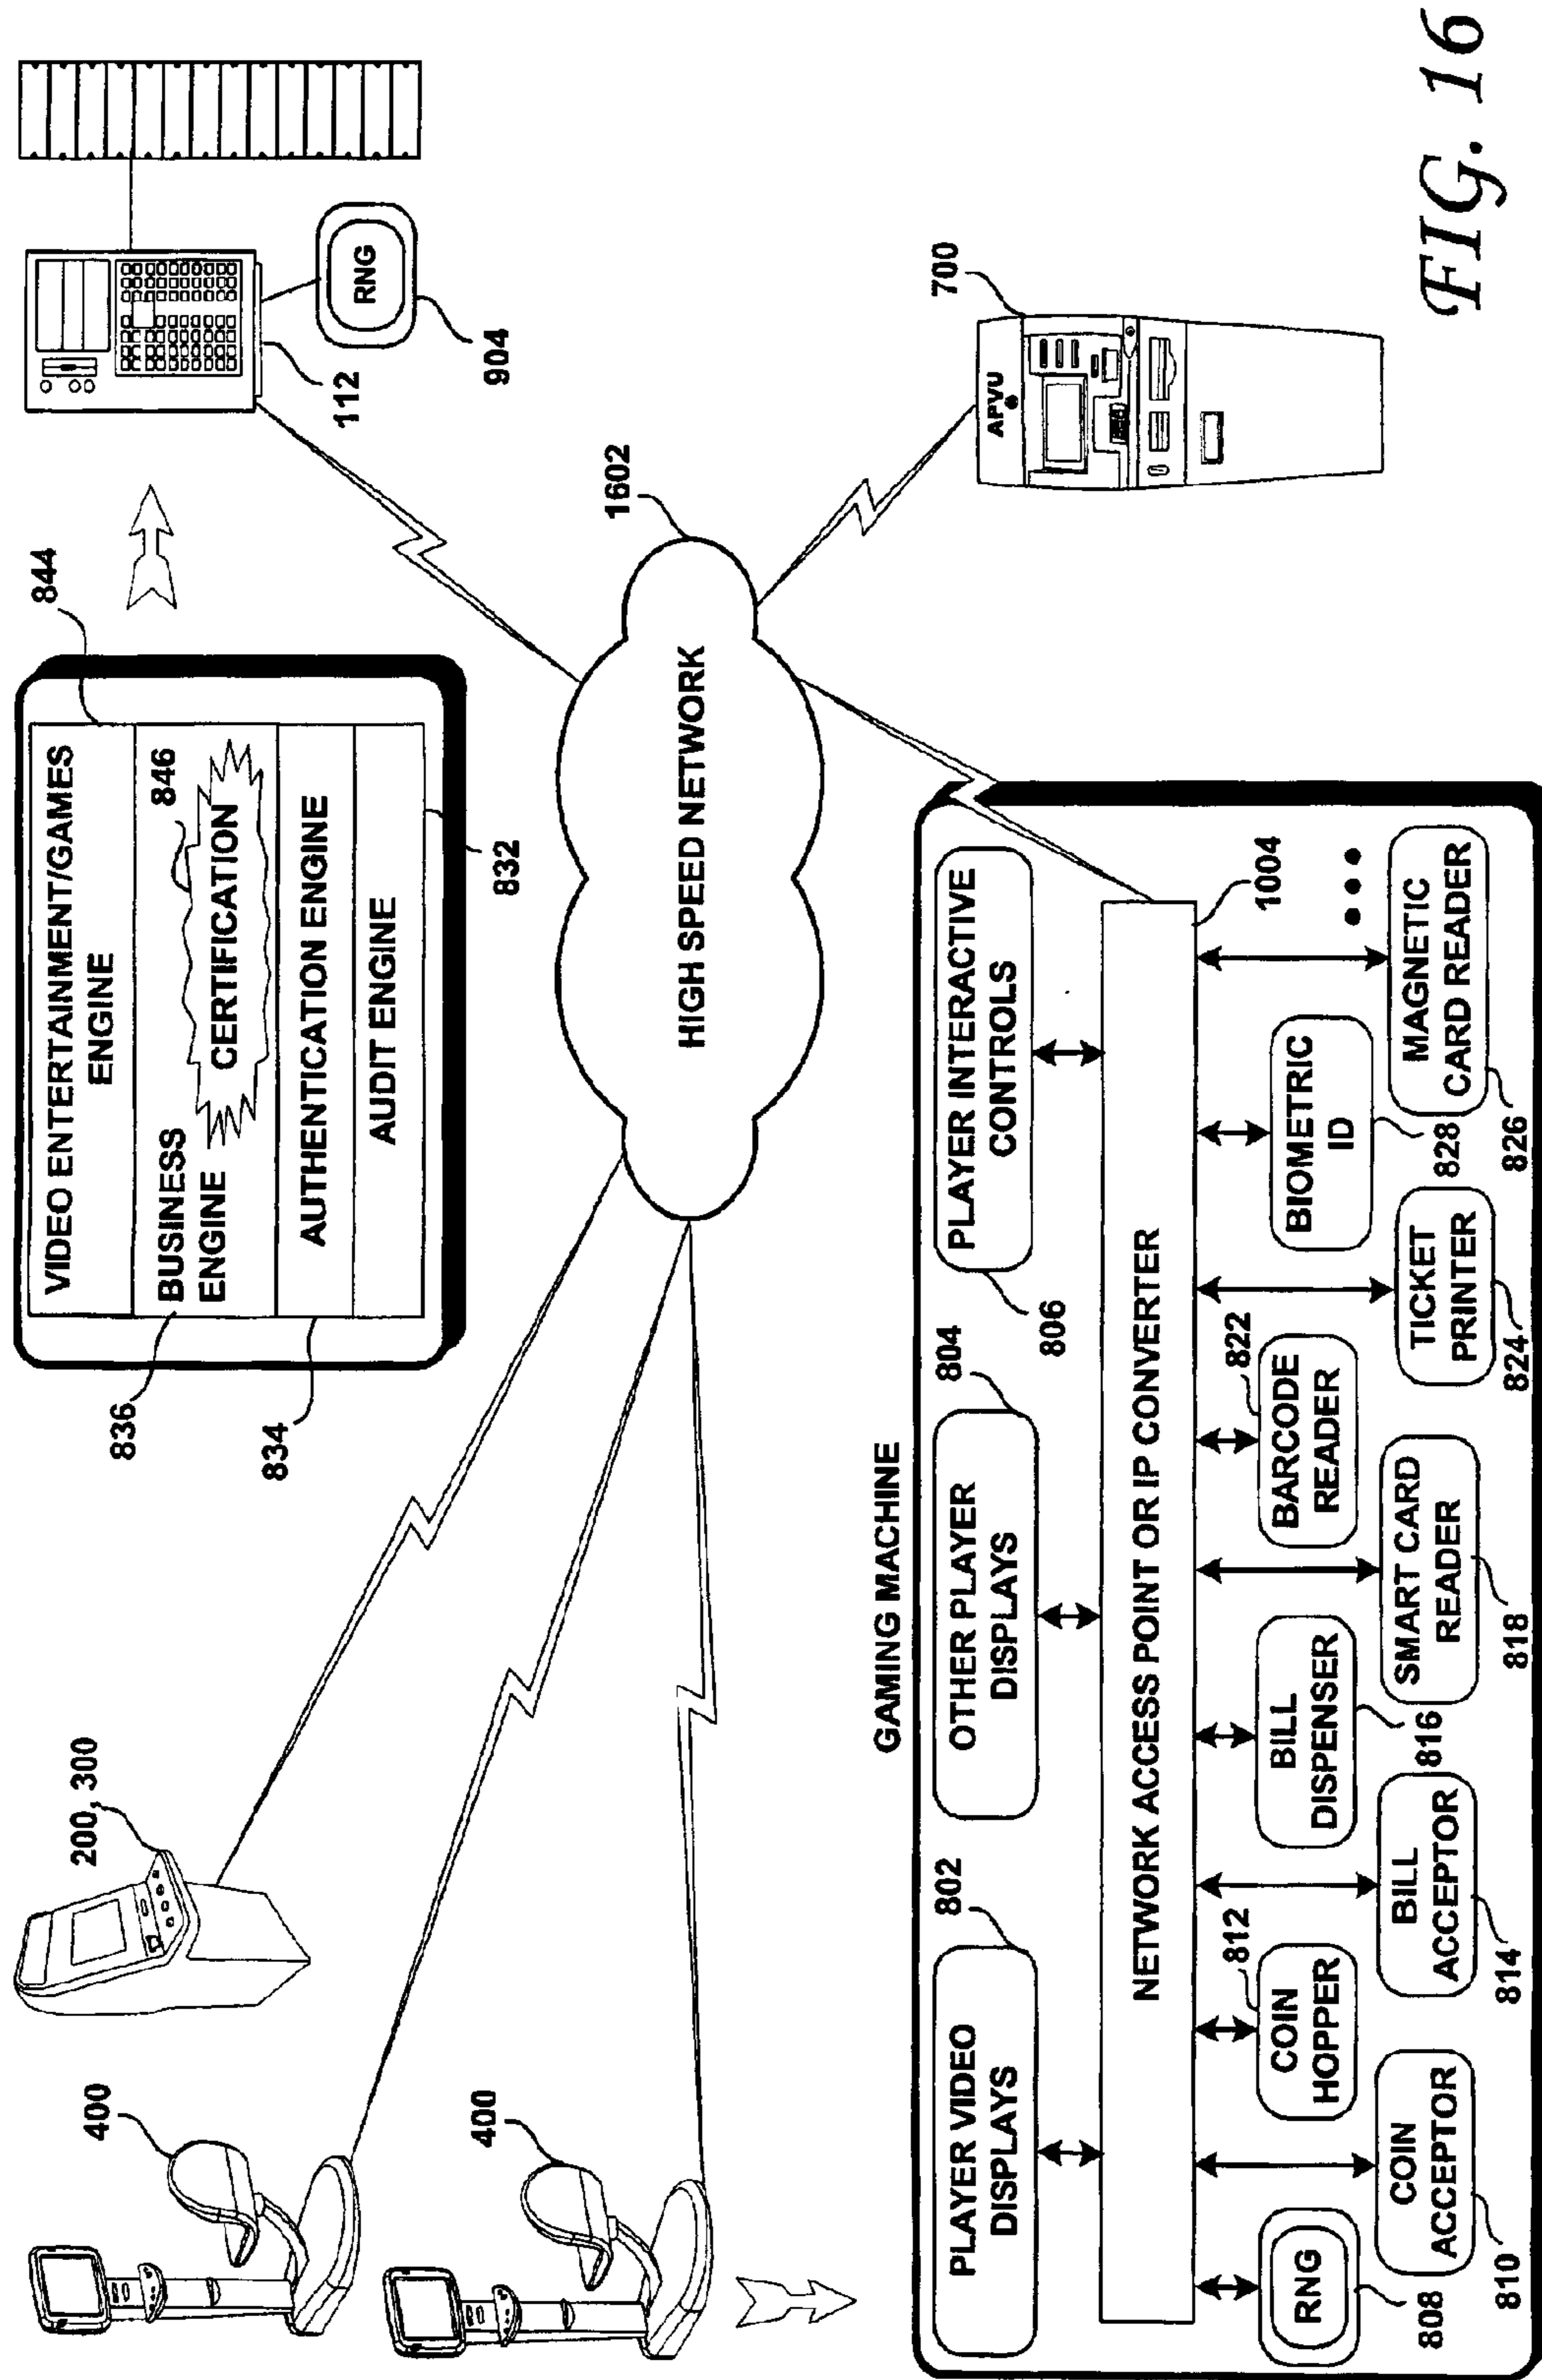 VIDEO ENTERTAINMENT/GAMES
ENGINE
844
BUSINESS
ENGINE
846
CERTIFICATION
836
AUTHENTICATION ENGINE
834
AUDIT ENGINE
832
112
RNG
904
200, 300
400
400
HIGH SPEED NETWORK
1602
APVU
700
GAMING MACHINE
PLAYER VIDEO
DISPLAYS
802
OTHER PLAYER
DISPLAYS
804
PLAYER INTERACTIVE
CONTROLS
806
NETWORK ACCESS POINT OR IP CONVERTER
1004
RNG
808
COIN
ACCEPTOR
810
COIN
HOPPER
812
BILL
ACCEPTOR
814
BILL
DISPENSER
816
SMART CARD
READER
818
BARCODE
READER
822
TICKET
PRINTER
824
BIOMETRIC
ID
828
MAGNETIC
CARD READER
826
FIG. 16